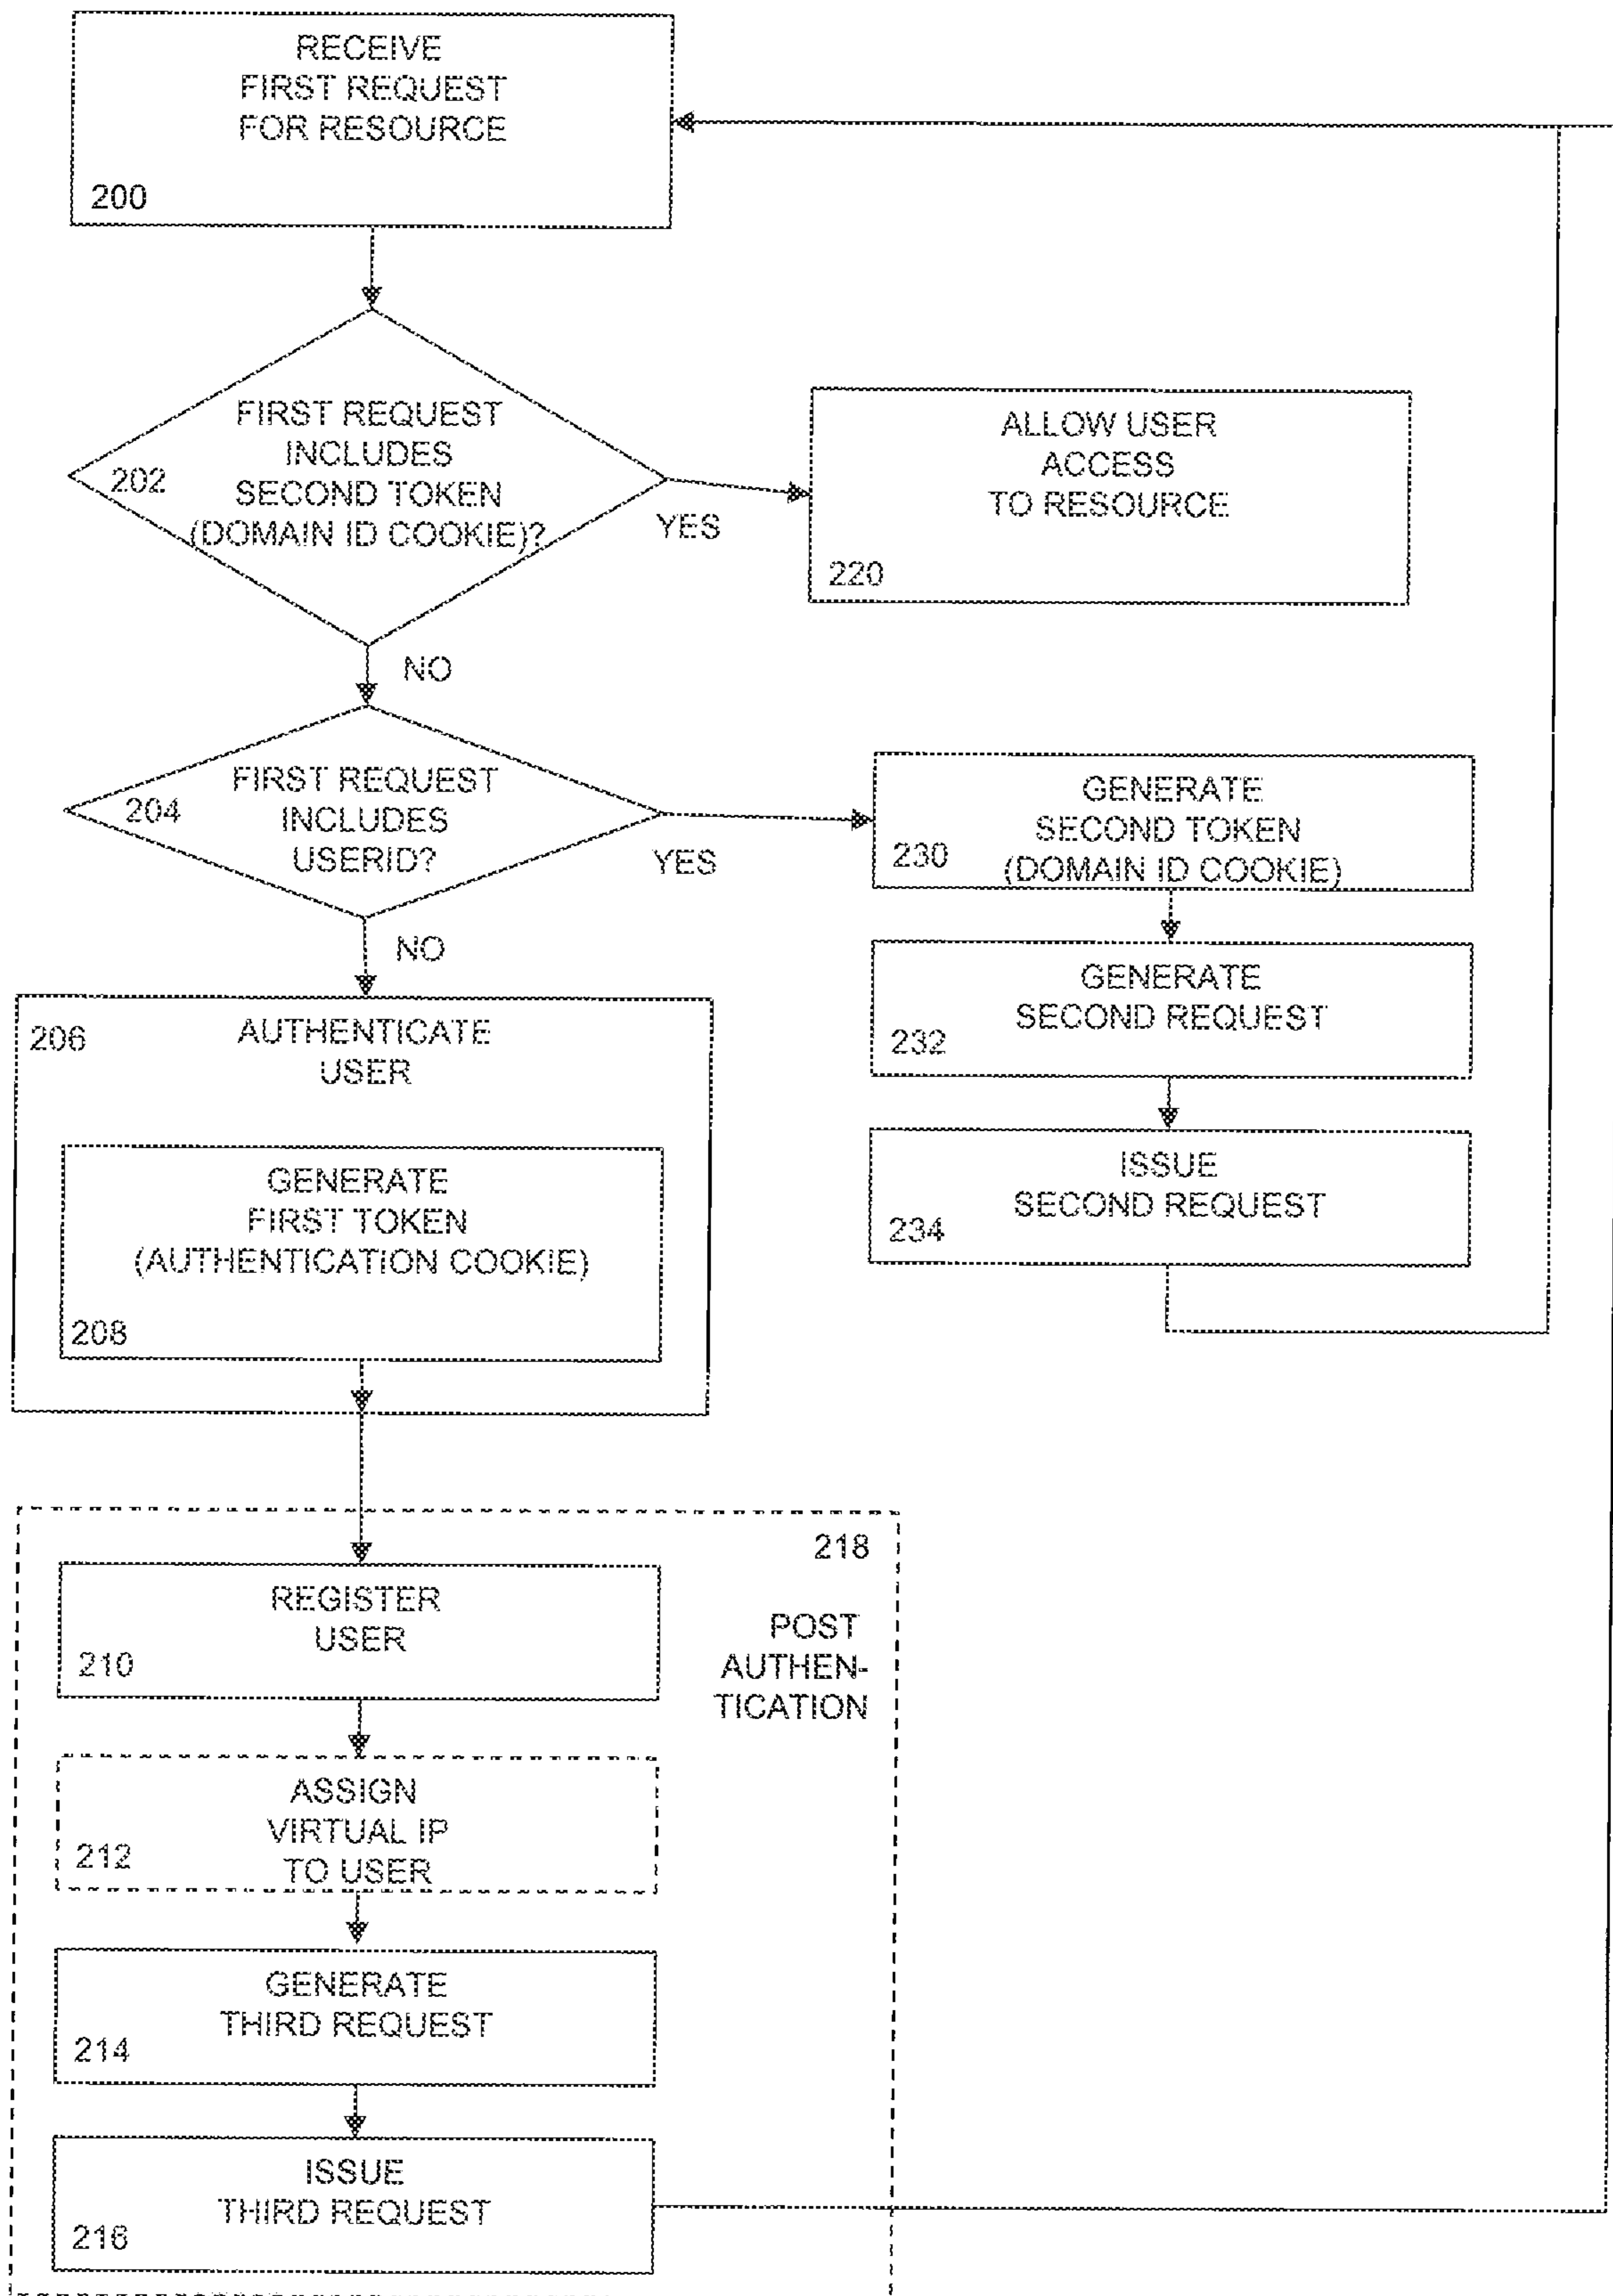 RECEIVE
FIRST REQUEST
FOR RESOURCE
200
FIRST REQUEST
INCLUDES
SECOND TOKEN
(DOMAIN ID COOKIE)?
202
YES
ALLOW USER
ACCESS
TO RESOURCE
220
NO
FIRST REQUEST
INCLUDES
USERID?
204
YES
GENERATE
SECOND TOKEN
(DOMAIN ID COOKIE)
230
NO
GENERATE
SECOND REQUEST
232
ISSUE
SECOND REQUEST
234
206
AUTHENTICATE
USER
GENERATE
FIRST TOKEN
(AUTHENTICATION COOKIE)
208
218
POST
AUTHEN-
TICATION
REGISTER
USER
210
ASSIGN
VIRTUAL IP
TO USER
212
GENERATE
THIRD REQUEST
214
ISSUE
THIRD REQUEST
216